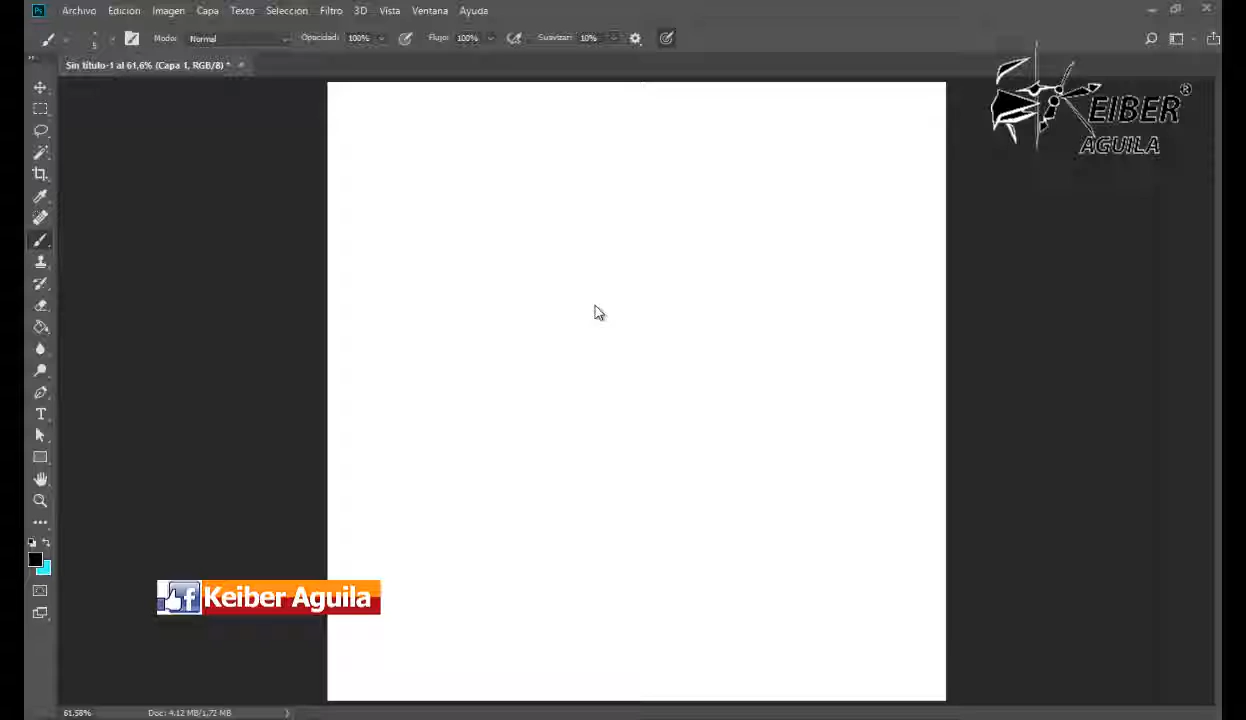 Ps Archivo Edición Imagen Capa Texto Selección Filtro 3D Vista Ventana Ayuda
5 Modo: Normal Opacidad: 100% Flujo: 100% Suavizar: 10%
Sin título-1 al 61,6% (Capa 1, RGB/8) *
EIBER®
AGUILA
T
f Keiber Aguila
61,58% Doc: 4,12 MB/1,72 MB